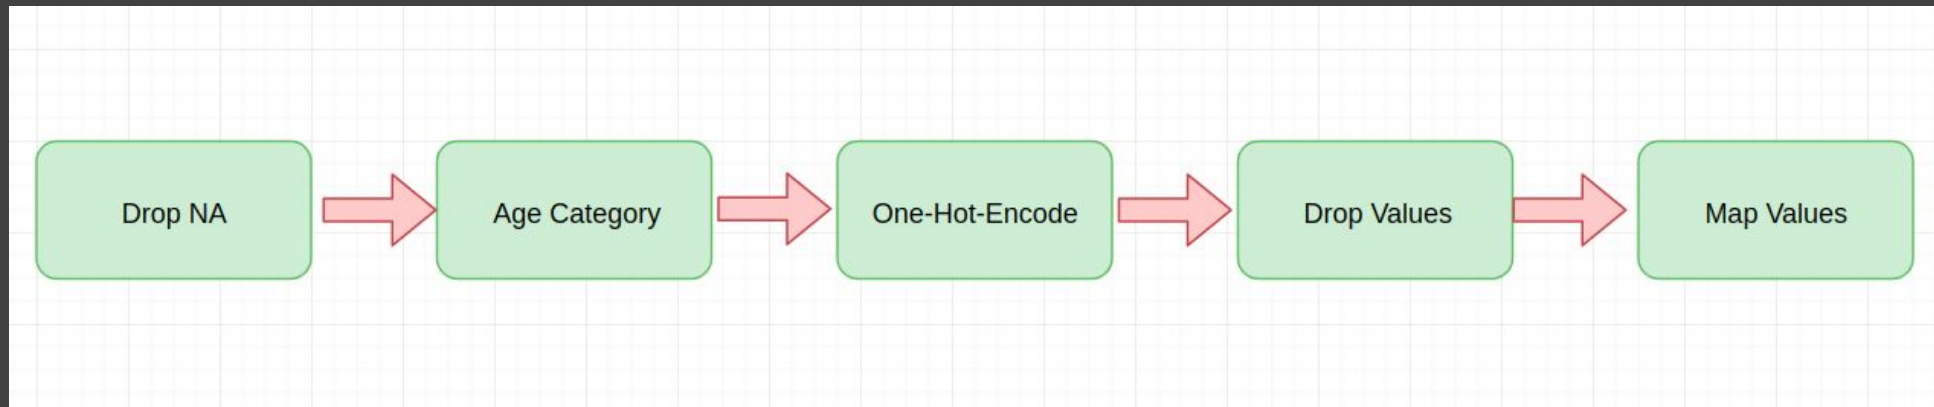 Drop NA
Age Category
One-Hot-Encode
Drop Values
Map Values